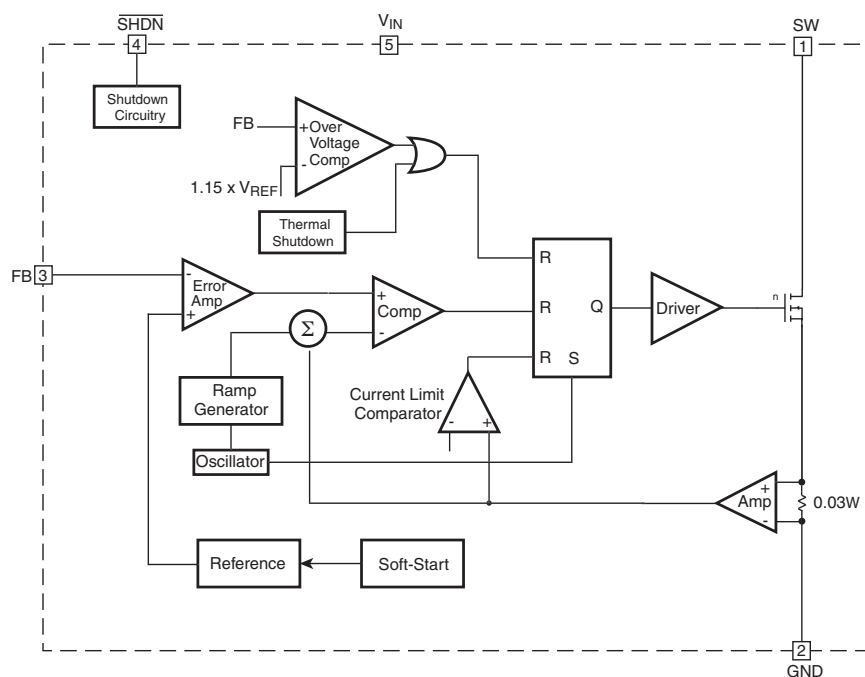 SHDN
VIN
SW
4
5
1
Shutdown
Circuitry
FB
+
Over
Voltage
Comp
-
1.15 x VREF
Thermal
Shutdown
FB
3
-
Error
Amp
+
+
Comp
-
Σ
R
R
R
S
Q
Driver
n
Ramp
Generator
Current Limit
Comparator
-
+
Oscillator
+
Amp
-
0.03W
Reference
Soft-Start
2
GND